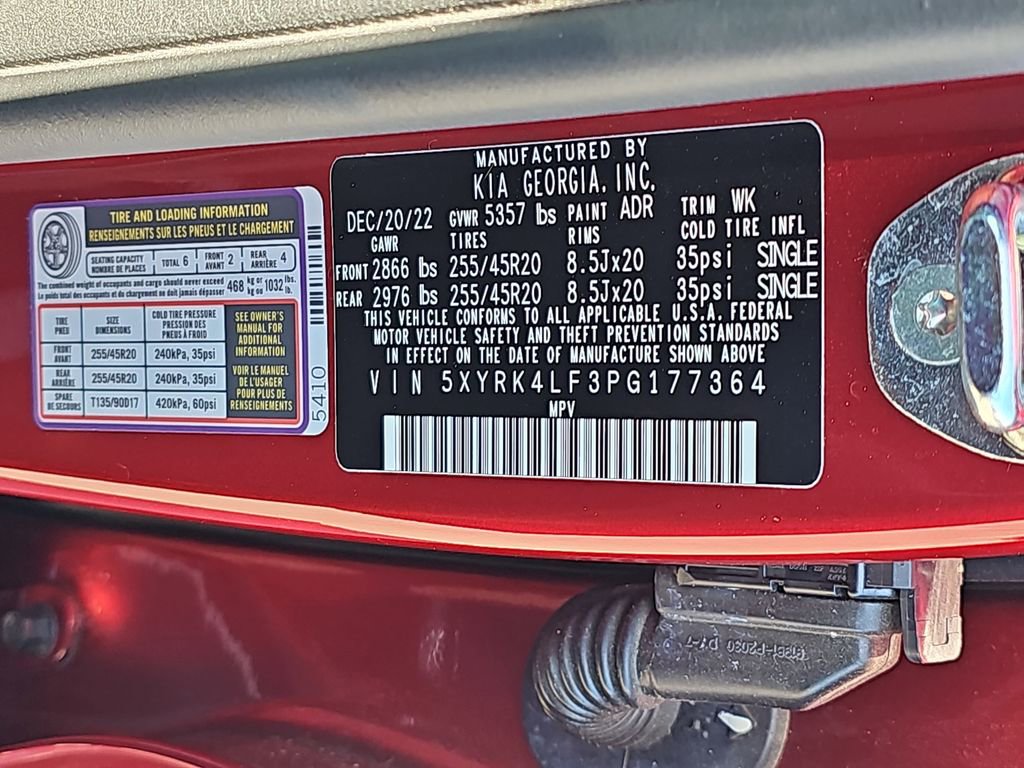 TIRE AND LOADING INFORMATION
RENSEIGNEMENTS SUR LES PNEUS ET LE CHARGEMENT
SEATING CAPACITY
NOMBRE DE PLACES
TOTAL 6
FRONT
AVANT 2
REAR
ARRIÈRE 4
The combined weight of occupants and cargo should never exceed 468 kg or 1032 lbs.
Le poids total des occupants et du chargement ne doit jamais dépasser 468 kg ou 1032 lb.
TIRE
PNEU
SIZE
DIMENSIONS
COLD TIRE PRESSURE
PRESSION DES
PNEUS À FROID
FRONT
AVANT
255/45R20
240kPa, 35psi
REAR
ARRIÈRE
255/45R20
240kPa, 35psi
SPARE
DE SECOURS
T135/90D17
420kPa, 60psi
SEE OWNER'S
MANUAL FOR
ADDITIONAL
INFORMATION
VOIR LE MANUEL
DE L'USAGER
POUR PLUS DE
RENSEIGNEMENTS
5410
MANUFACTURED BY
KIA GEORGIA, INC.
DEC/20/22 GVWR 5357 lbs PAINT ADR TRIM WK
GAWR TIRES RIMS COLD TIRE INFL
FRONT 2866 lbs 255/45R20 8.5Jx20 35psi SINGLE
REAR 2976 lbs 255/45R20 8.5Jx20 35psi SINGLE
THIS VEHICLE CONFORMS TO ALL APPLICABLE U.S.A. FEDERAL
MOTOR VEHICLE SAFETY AND THEFT PREVENTION STANDARDS
IN EFFECT ON THE DATE OF MANUFACTURE SHOWN ABOVE
VIN 5XYRK4LF3PG177364
MPV